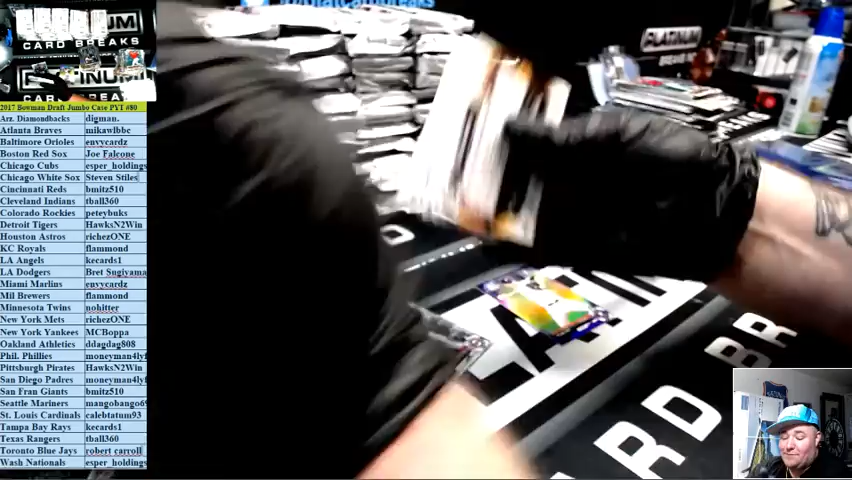 CARD BREAKS
2017 Bowman Draft Jumbo Case PYT #80
Arz. Diamondbacks digman.
Atlanta Braves mikawlbbc
Baltimore Orioles envycardz
Boston Red Sox Joe Falcone
Chicago Cubs esper_holdings
Chicago White Sox Steven Stiles
Cincinnati Reds bmitz510
Cleveland Indians tball360
Colorado Rockies peteybuks
Detroit Tigers HawksN2Win
Houston Astros richezONE
KC Royals flammond
LA Angels kecards1
LA Dodgers Bret Sugiyama
Miami Marlins envycardz
Mil Brewers flammond
Minnesota Twins nohitter
New York Mets richezONE
New York Yankees MCBoppa
Oakland Athletics ddagdag808
Phil. Phillies moneyman4lyf
Pittsburgh Pirates HawksN2Win
San Diego Padres moneyman4lyf
San Fran Giants bmitz510
Seattle Mariners mangobango69
St. Louis Cardinals calebtatum93
Tampa Bay Rays kecards1
Texas Rangers tball360
Toronto Blue Jays robert carroll
Wash Nationals esper_holdings
PLATINUM